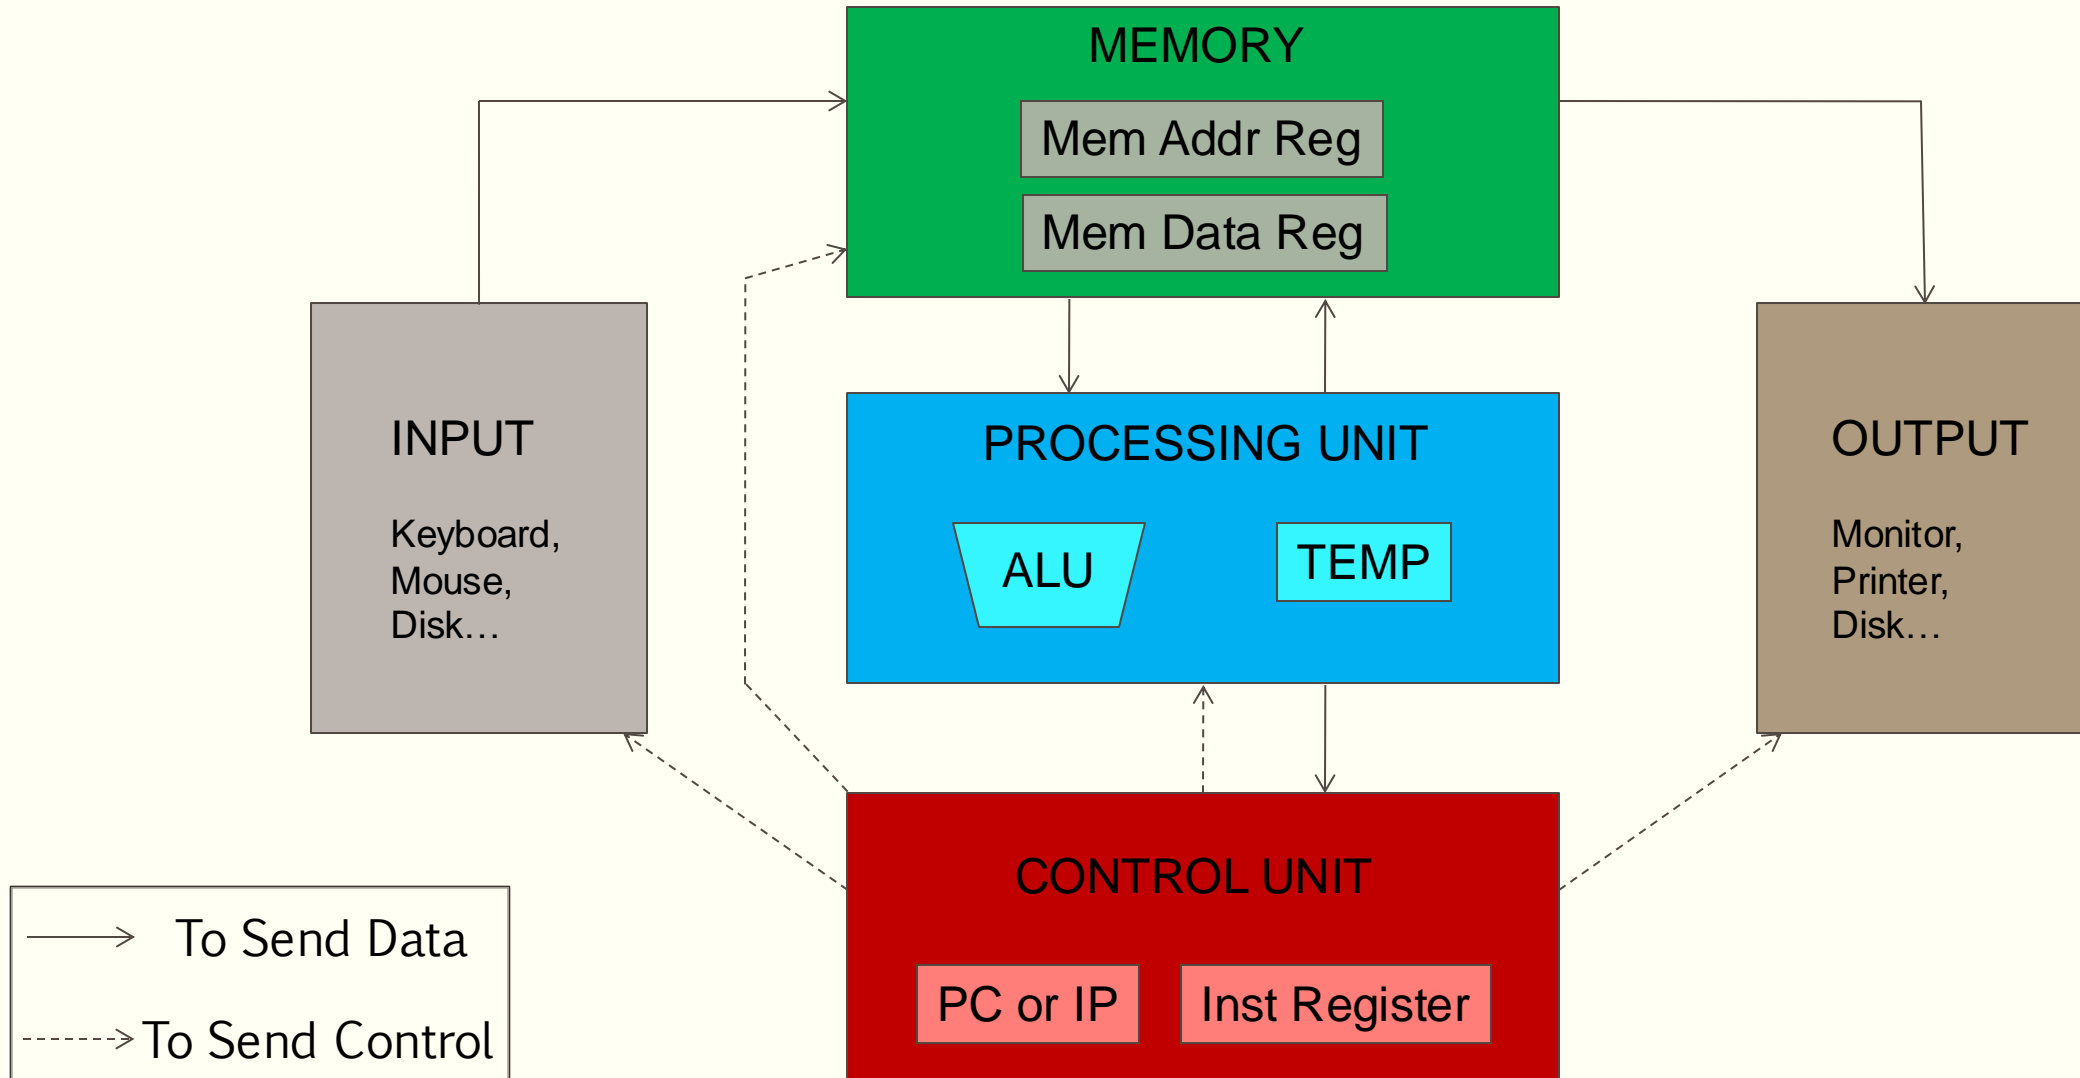 MEMORY
Mem Addr Reg
Mem Data Reg
INPUT
Keyboard,
Mouse,
Disk…
PROCESSING UNIT
ALU
TEMP
OUTPUT
Monitor,
Printer,
Disk…
CONTROL UNIT
PC or IP
Inst Register
To Send Data
To Send Control